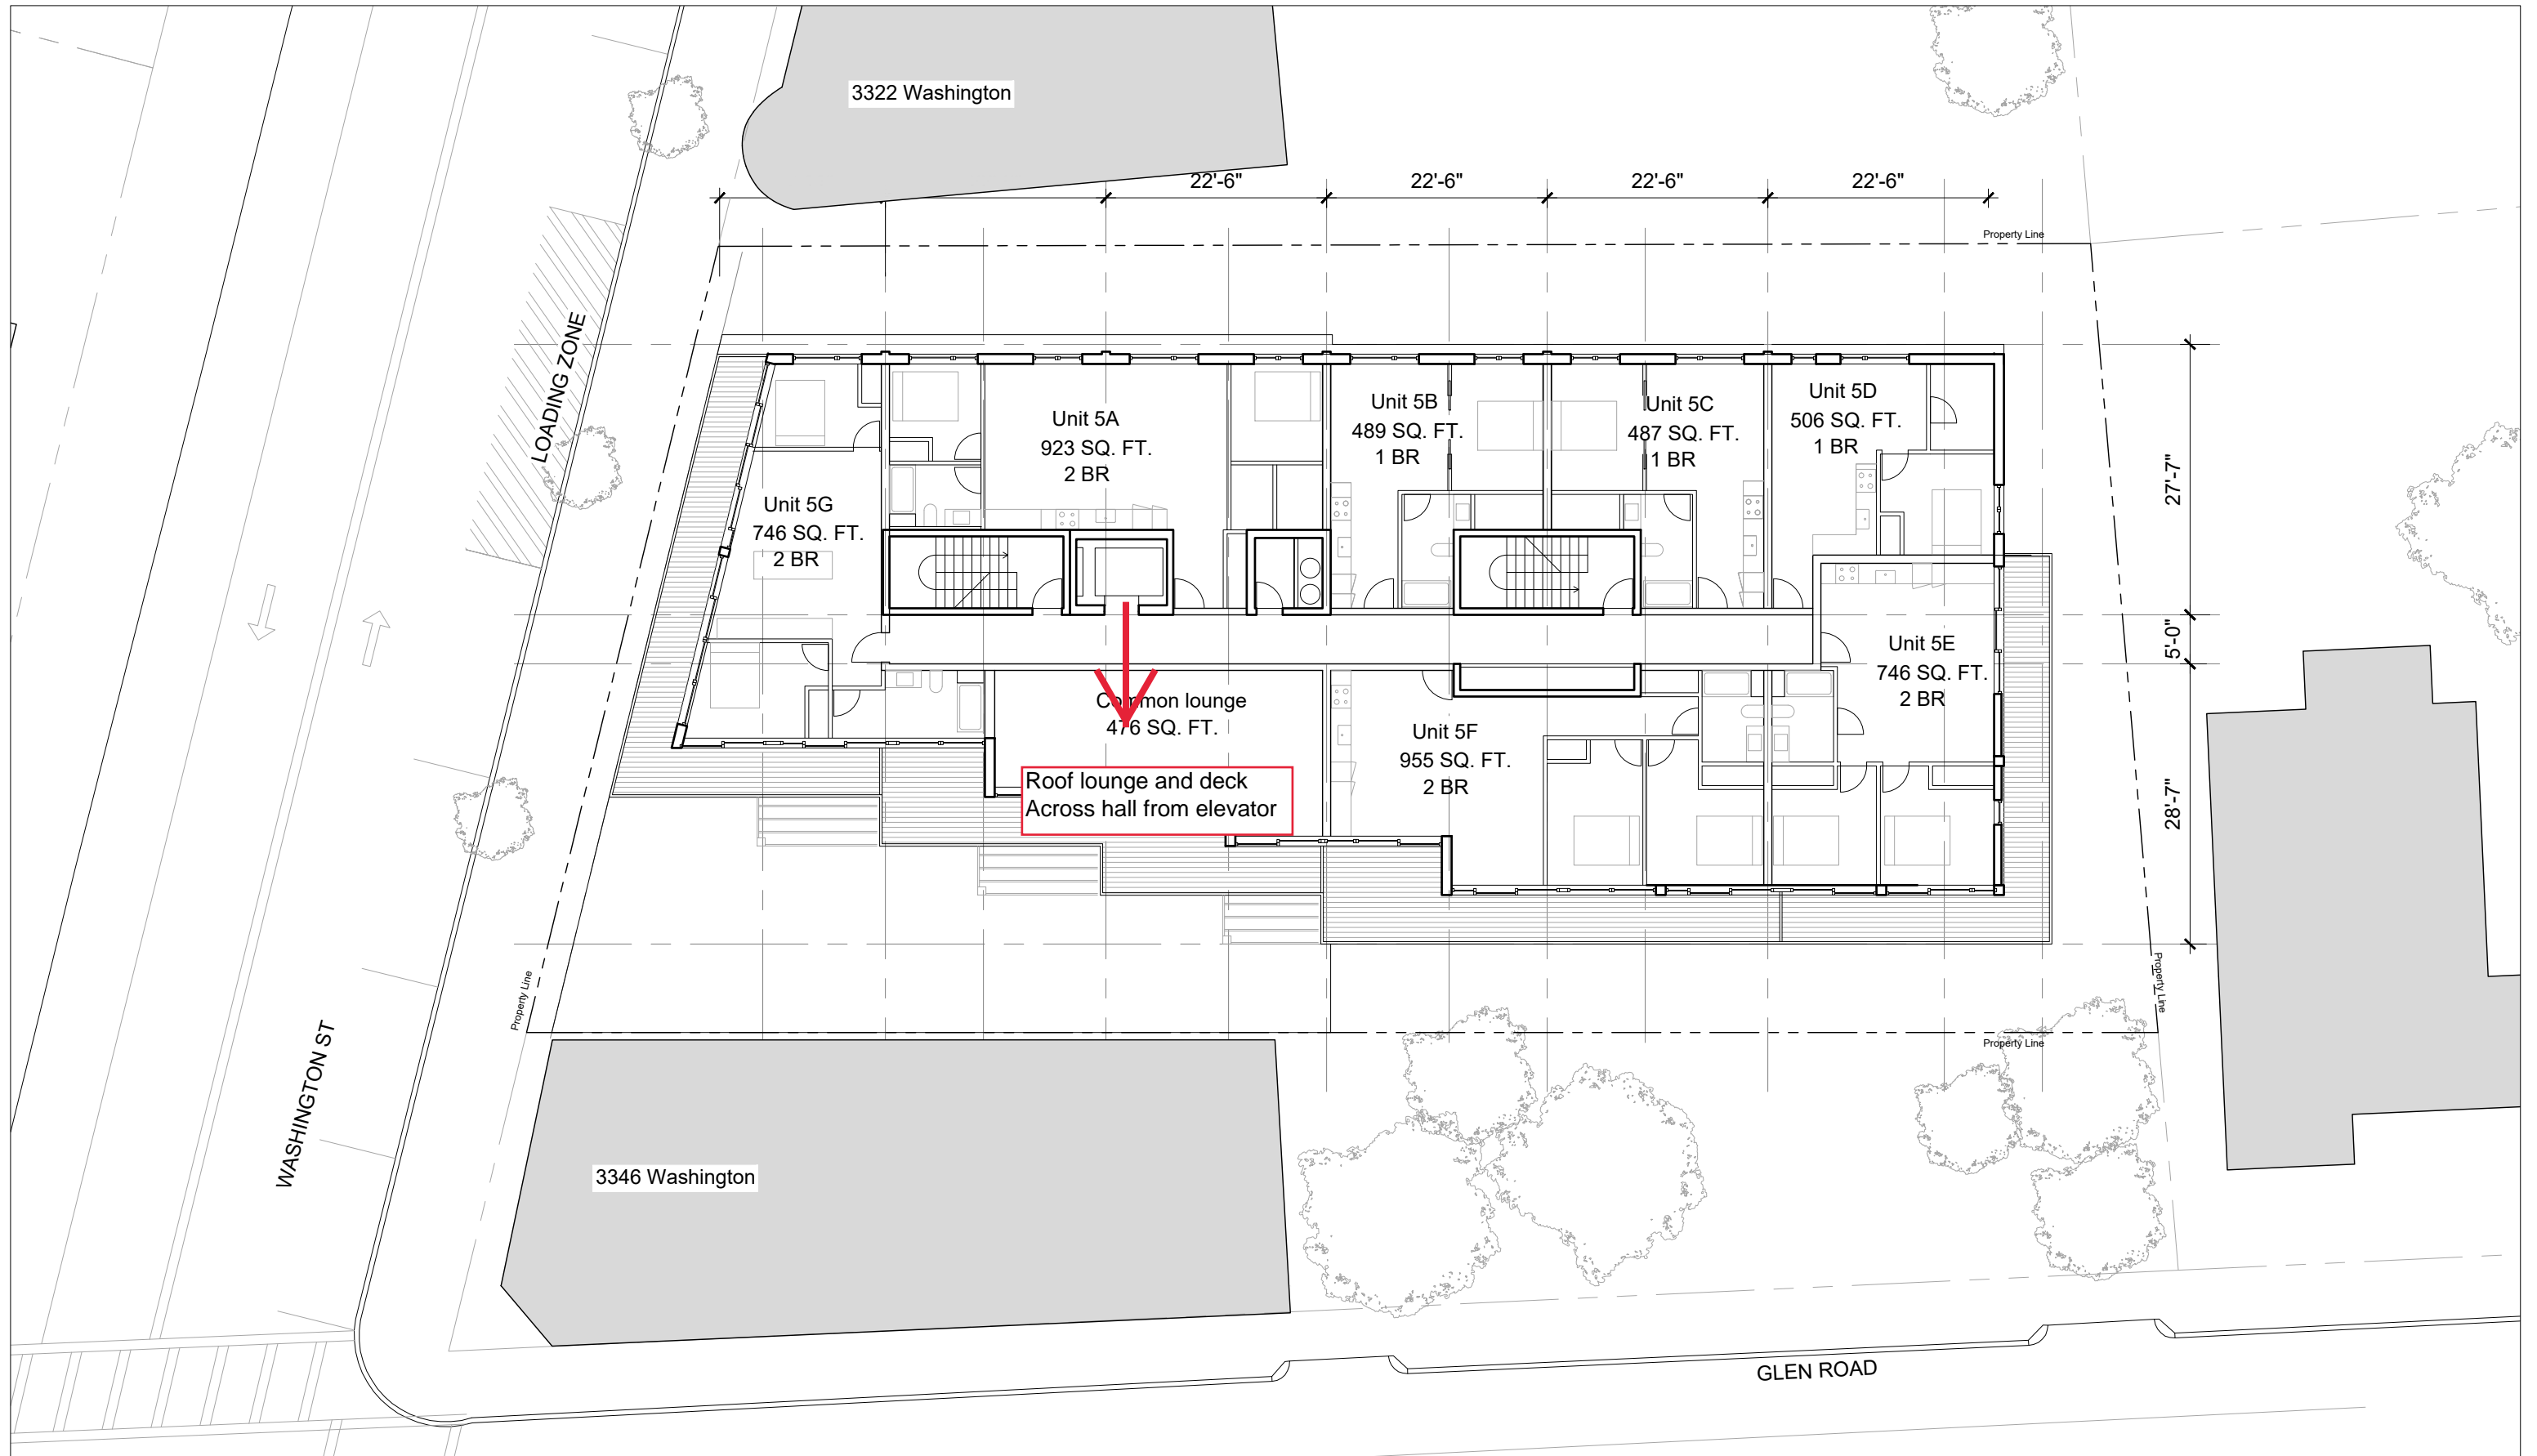 3322 Washington
22'-6"
22'-6"
22'-6"
22'-6"
Property Line
LOADING ZONE
Unit 5A
923 SQ. FT.
2 BR
Unit 5B
489 SQ. FT.
1 BR
Unit 5C
487 SQ. FT.
1 BR
Unit 5D
506 SQ. FT.
1 BR
27'-7"
Unit 5G
746 SQ. FT.
2 BR
5'-0"
Unit 5E
746 SQ. FT.
2 BR
Common lounge
476 SQ. FT.
Unit 5F
955 SQ. FT.
2 BR
Roof lounge and deck
Across hall from elevator
28'-7"
Property Line
Property Line
Property Line
WASHINGTON ST
3346 Washington
GLEN ROAD